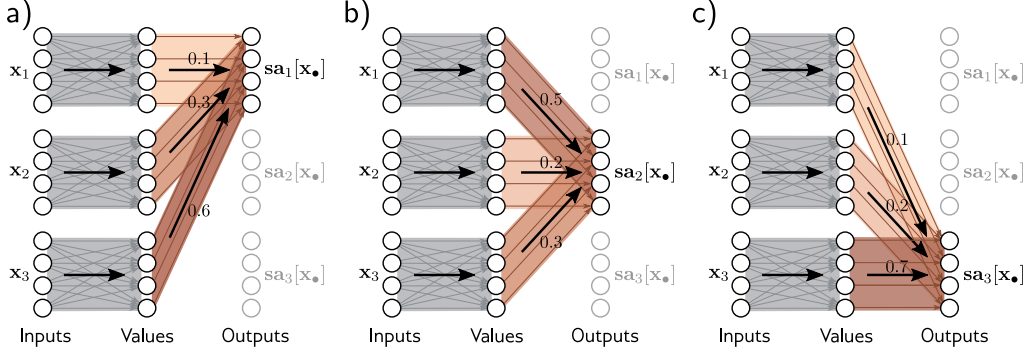 a)
x₁
0.1
sa₁[x•]
0.3
x₂
sa₂[x•]
0.6
x₃
sa₃[x•]
Inputs Values Outputs
b)
x₁
sa₁[x•]
0.5
x₂
0.2
sa₂[x•]
0.3
x₃
sa₃[x•]
Inputs Values Outputs
c)
x₁
sa₁[x•]
0.1
x₂
sa₂[x•]
0.2
x₃
0.7
sa₃[x•]
Inputs Values Outputs